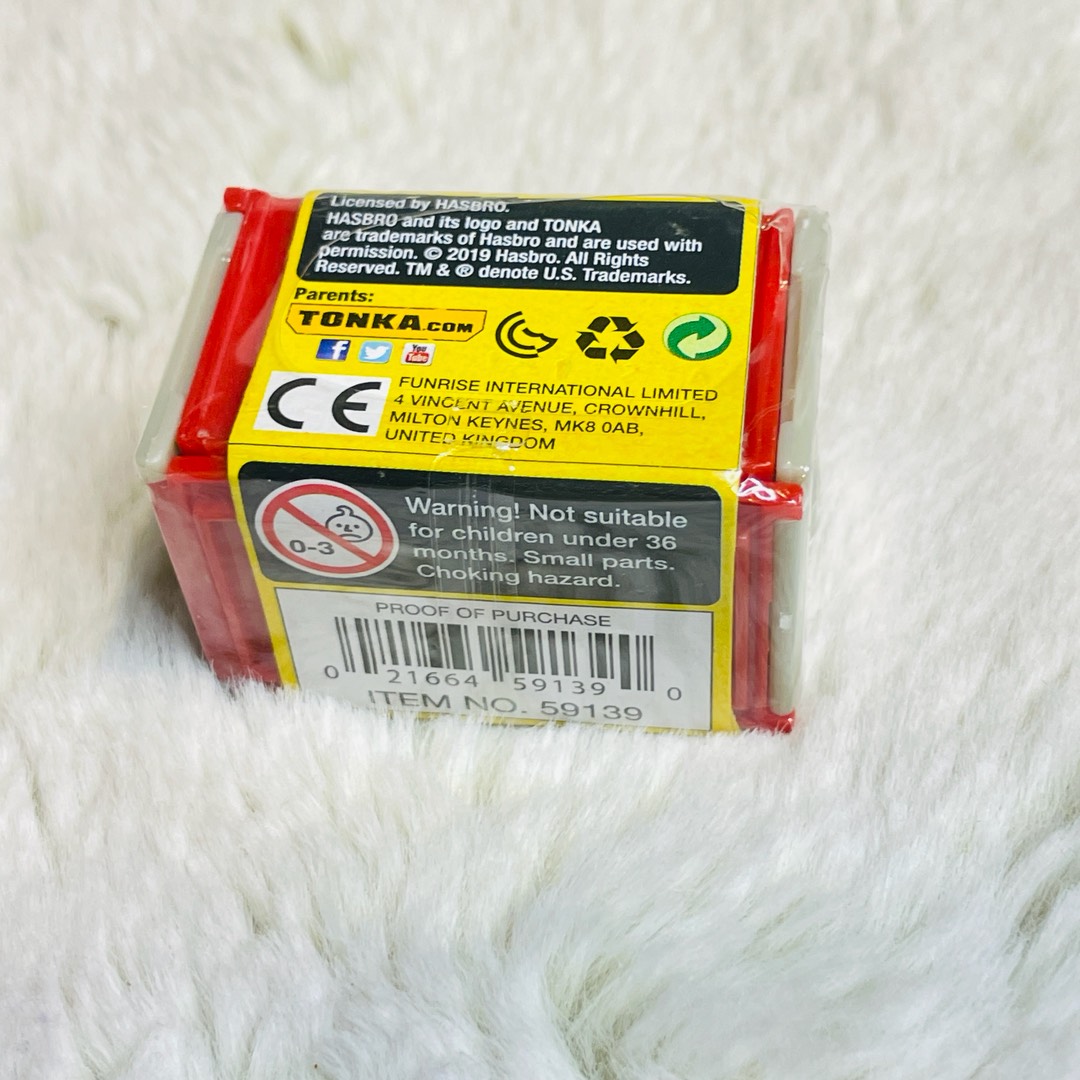 Licensed by HASBRO.
HASBRO and its logo and TONKA
are trademarks of Hasbro and are used with
permission. © 2019 Hasbro. All Rights
Reserved. TM & ® denote U.S. Trademarks.
Parents:
TONKA.COM
f
You
Tube
CE
FUNRISE INTERNATIONAL LIMITED
4 VINCENT AVENUE, CROWNHILL,
MILTON KEYNES, MK8 0AB,
UNITED KINGDOM
0-3
Warning! Not suitable
for children under 36
months. Small parts.
Choking hazard.
PROOF OF PURCHASE
0 21664 59139 0
ITEM NO. 59139